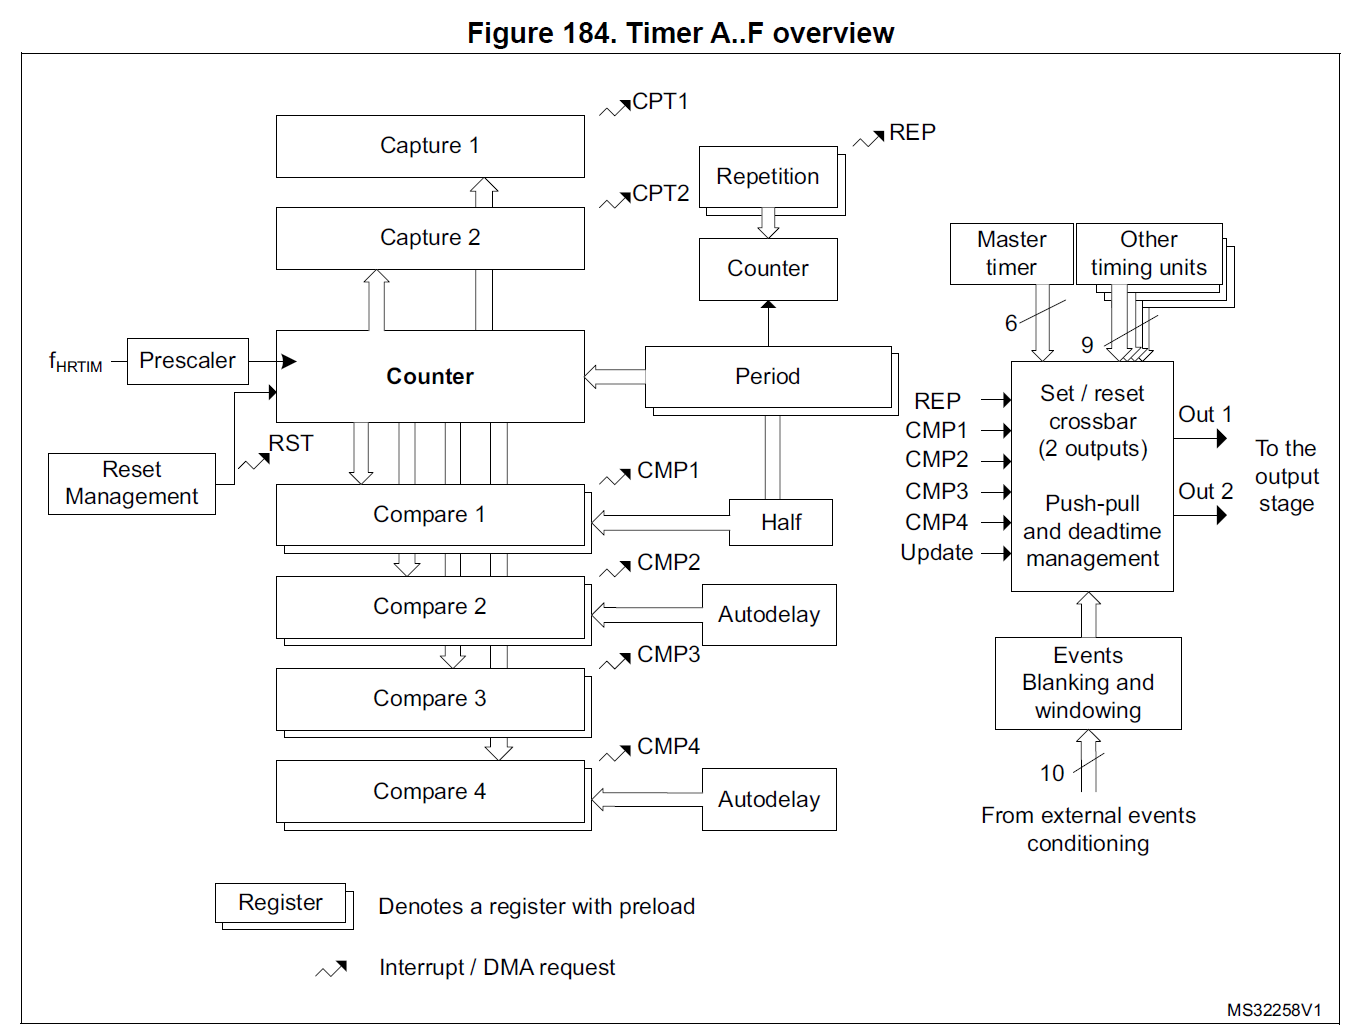 Figure 184. Timer A..F overview
CPT1
Capture 1
REP
Repetition
CPT2
Capture 2
Counter
Master
timer
Other
timing units
6
9
fHRTIM
Prescaler
Counter
Period
Set / reset
crossbar
(2 outputs)
Push-pull
and deadtime
management
REP
CMP1
CMP2
CMP3
CMP4
Update
Out 1
Out 2
To the
output
stage
RST
Reset
Management
CMP1
Compare 1
Half
CMP2
Compare 2
Autodelay
CMP3
Compare 3
CMP4
Compare 4
Autodelay
Events
Blanking and
windowing
10
From external events
conditioning
Register
Denotes a register with preload
Interrupt / DMA request
MS32258V1